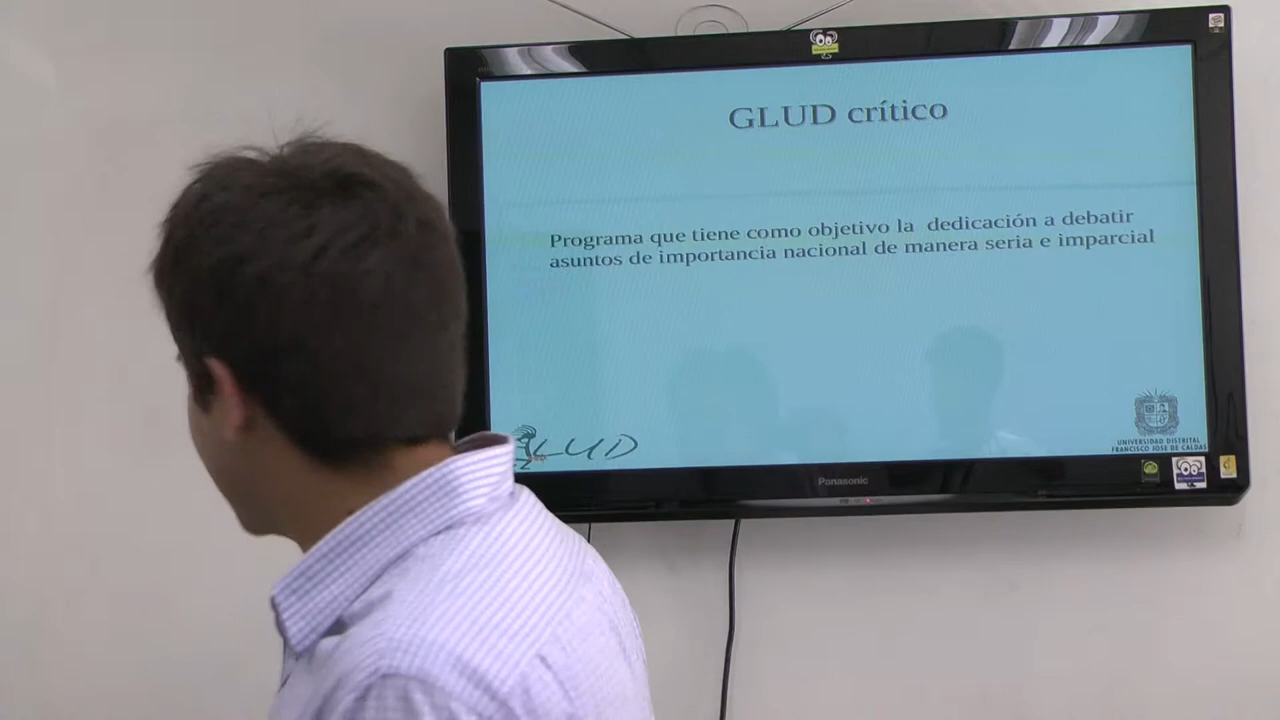 GLUD crítico
Programa que tiene como objetivo la dedicación a debatir
asuntos de importancia nacional de manera seria e imparcial
LUD
UNIVERSIDAD DISTRITAL
FRANCISCO JOSE DE CALDAS
Panasonic